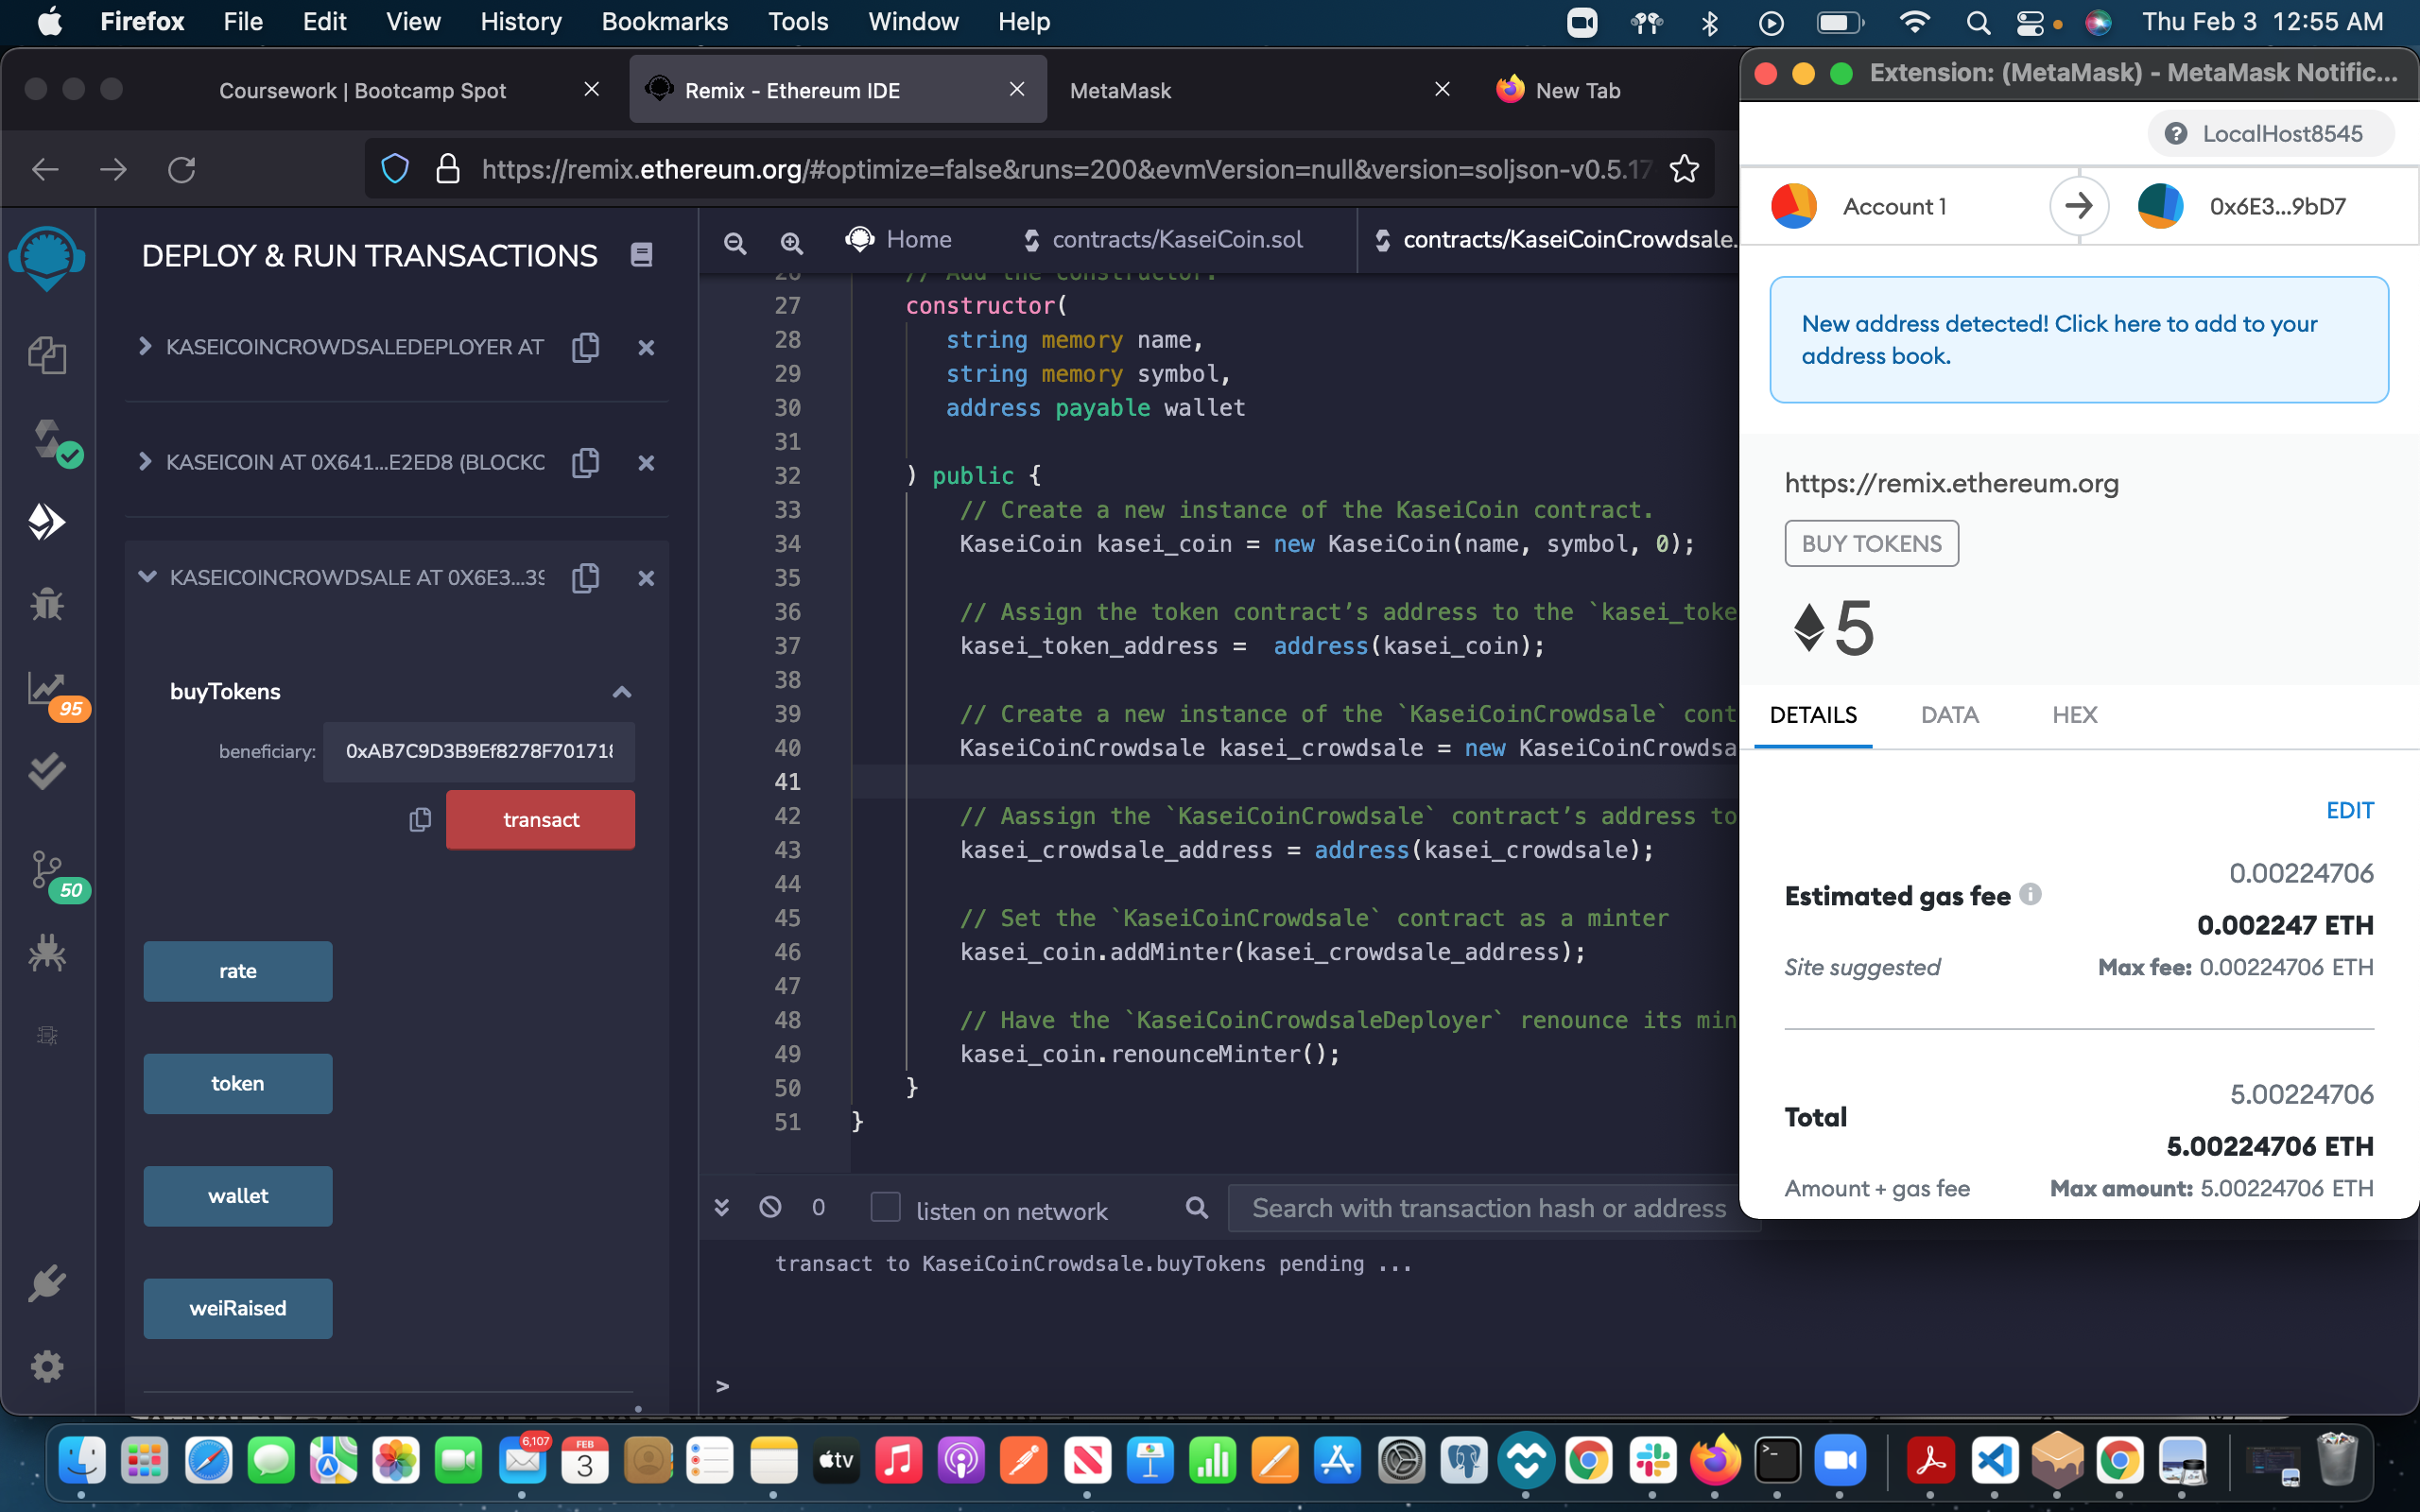 Firefox File Edit View History Bookmarks Tools Window Help Thu Feb 3 12:55 AM
Coursework | Bootcamp Spot
Remix - Ethereum IDE
MetaMask
New Tab
https://remix.ethereum.org/#optimize=false&runs=200&evmVersion=null&version=soljson-v0.5.17
DEPLOY & RUN TRANSACTIONS
KASEICOINCROWDSALEDEPLOYER AT
KASEICOIN AT 0X641...E2ED8 (BLOCKC
KASEICOINCROWDSALE AT 0X6E3...39
buyTokens
beneficiary: 0xAB7C9D3B9Ef8278F701718
transact
95
50
rate
token
wallet
weiRaised
Home
contracts/KaseiCoin.sol
contracts/KaseiCoinCrowdsale.
26 // Add the constructor.
27 constructor(
28 string memory name,
29 string memory symbol,
30 address payable wallet
31
32 ) public {
33 // Create a new instance of the KaseiCoin contract.
34 KaseiCoin kasei_coin = new KaseiCoin(name, symbol, 0);
35
36 // Assign the token contract’s address to the `kasei_toke
37 kasei_token_address =  address(kasei_coin);
38
39 // Create a new instance of the `KaseiCoinCrowdsale` cont
40 KaseiCoinCrowdsale kasei_crowdsale = new KaseiCoinCrowdsa
41
42 // Aassign the `KaseiCoinCrowdsale` contract’s address to
43 kasei_crowdsale_address = address(kasei_crowdsale);
44
45 // Set the `KaseiCoinCrowdsale` contract as a minter
46 kasei_coin.addMinter(kasei_crowdsale_address);
47
48 // Have the `KaseiCoinCrowdsaleDeployer` renounce its min
49 kasei_coin.renounceMinter();
50 }
51 }
0 listen on network Search with transaction hash or address
transact to KaseiCoinCrowdsale.buyTokens pending ...
>
Extension: (MetaMask) - MetaMask Notific...
LocalHost8545
Account 1 0x6E3...9bD7
New address detected! Click here to add to your
address book.
https://remix.ethereum.org
BUY TOKENS
5
DETAILS DATA HEX
EDIT
0.00224706
Estimated gas fee
0.002247 ETH
Site suggested Max fee: 0.00224706 ETH
5.00224706
Total
5.00224706 ETH
Amount + gas fee Max amount: 5.00224706 ETH
6,107
FEB
3
tv